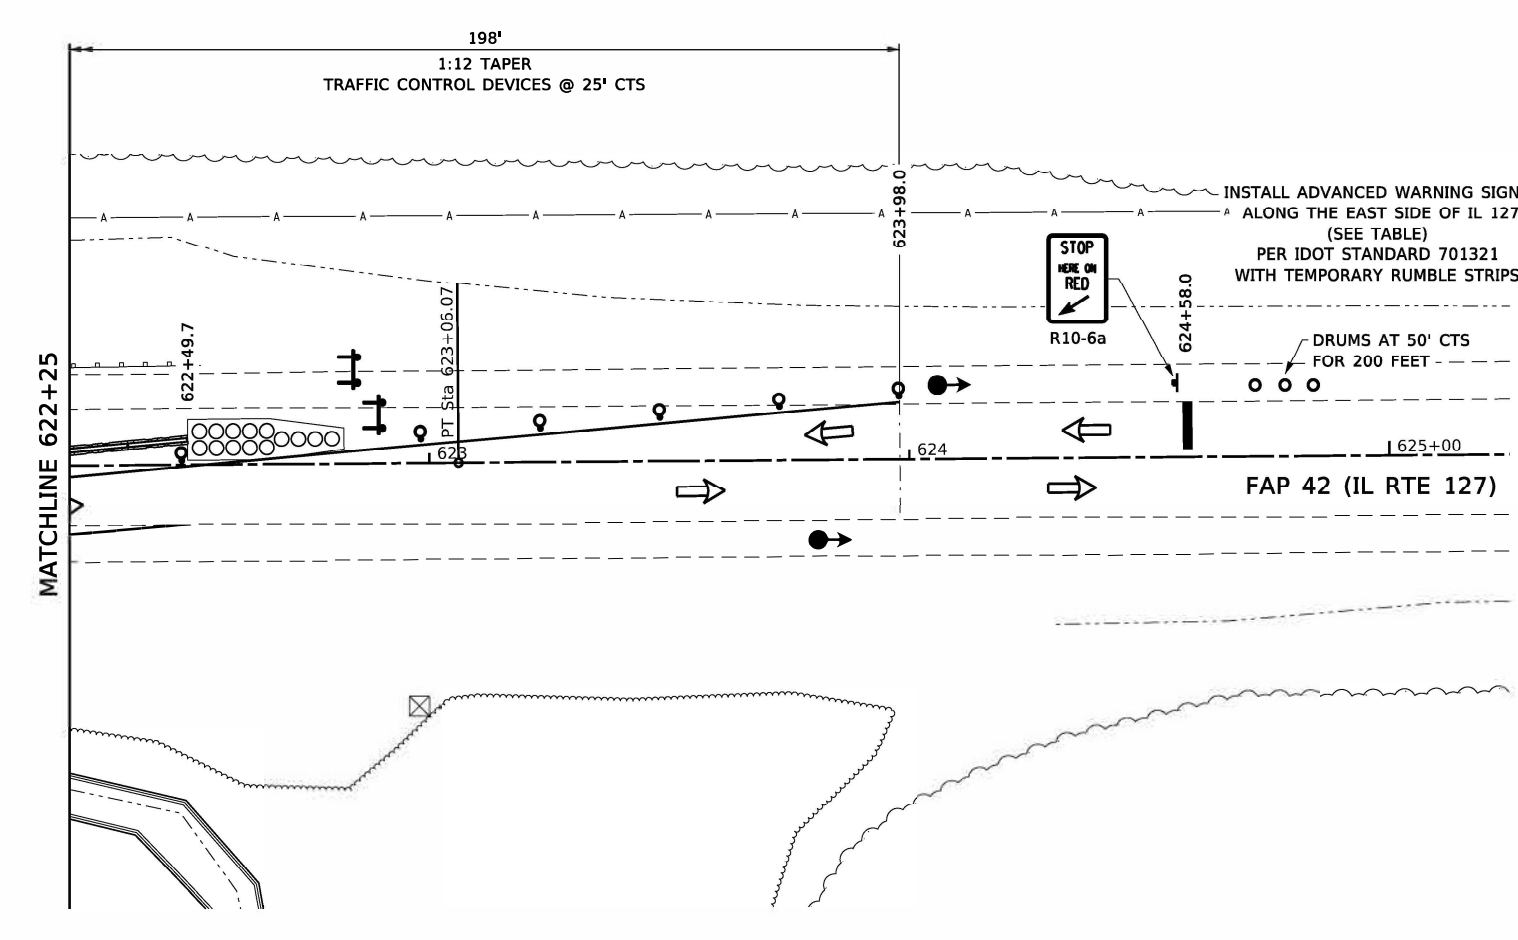 198'
1:12 TAPER
TRAFFIC CONTROL DEVICES @ 25' CTS
A A A A A A A A A A A A A A
623+98.0
INSTALL ADVANCED WARNING SIGN
ALONG THE EAST SIDE OF IL 127
(SEE TABLE)
PER IDOT STANDARD 701321
WITH TEMPORARY RUMBLE STRIPS
STOP
HERE ON
RED
R10-6a
624+58.0
DRUMS AT 50' CTS
FOR 200 FEET
622+49.7
PT Sta 623+06.07
MATCHLINE 622+25
623
624
625+00
FAP 42 (IL RTE 127)